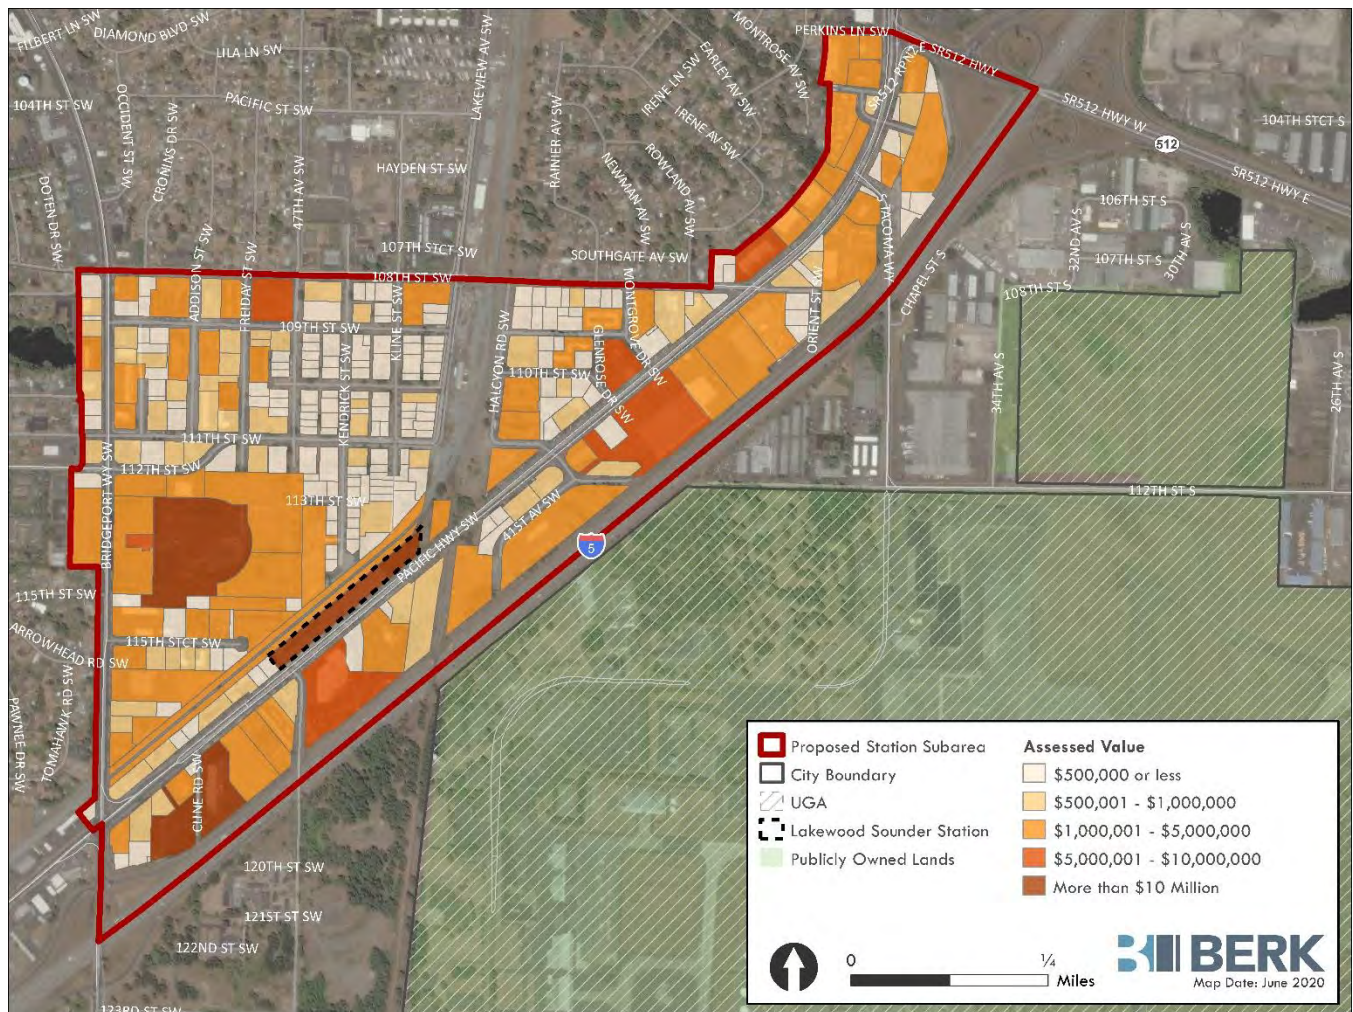 FILBERT LN SW
DIAMOND BLVD SW
LILA LN SW
LAKEVIEW AV SW
MONTROSE AV SW
PERKINS LN SW
EARLEY AV SW
IRENE LN SW
IRENE AV SW
SR512 RPN
E SR512 HWY
SR512 HWY W
512
SR512 HWY E
104TH STCT S
104TH ST SW
OCCIDENT ST SW
CRONINS DR SW
PACIFIC ST SW
47TH AV SW
HAYDEN ST SW
RAINIER AV SW
NEWMAN AV SW
ROWLAND AV SW
DOTEN DR SW
106TH ST S
32ND AV S
107TH ST S
30TH AV S
107TH STCT SW
SOUTHGATE AV SW
S TACOMA WY
CHAPEL ST S
108TH ST S
108TH ST SW
ADDISON ST SW
FREIDAY ST SW
109TH ST SW
KLINE ST SW
KENDRICK ST SW
HALCYON RD SW
GLENROSE DR SW
MONTGROVE DR SW
ORIENT ST SW
110TH ST SW
34TH AV S
26TH AV S
111TH ST SW
112TH ST SW
112TH ST S
113TH ST SW
BRIDGEPORT WY SW
PACIFIC HWY SW
41ST AV SW
5
115TH ST SW
115TH STCT SW
ARROWHEAD RD SW
PAWNEE DR SW
TOMAHAWK RD SW
CLINE RD SW
120TH ST SW
121ST ST SW
122ND ST SW
123RD ST SW
Proposed Station Subarea
City Boundary
UGA
Lakewood Sounder Station
Publicly Owned Lands
Assessed Value
$500,000 or less
$500,001 - $1,000,000
$1,000,001 - $5,000,000
$5,000,001 - $10,000,000
More than $10 Million
0
¼
Miles
BERK
Map Date: June 2020